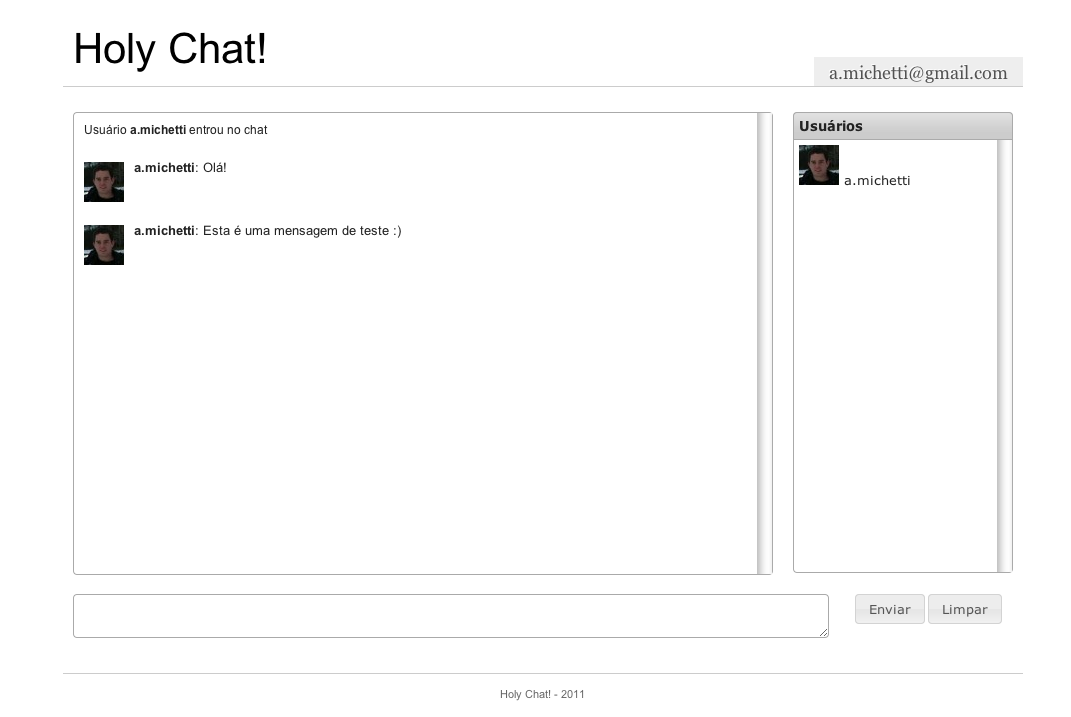 Holy Chat!
a.michetti@gmail.com
Usuário a.michetti entrou no chat
a.michetti: Olá!
a.michetti: Esta é uma mensagem de teste :)
Usuários
a.michetti
Enviar
Limpar
Holy Chat! - 2011